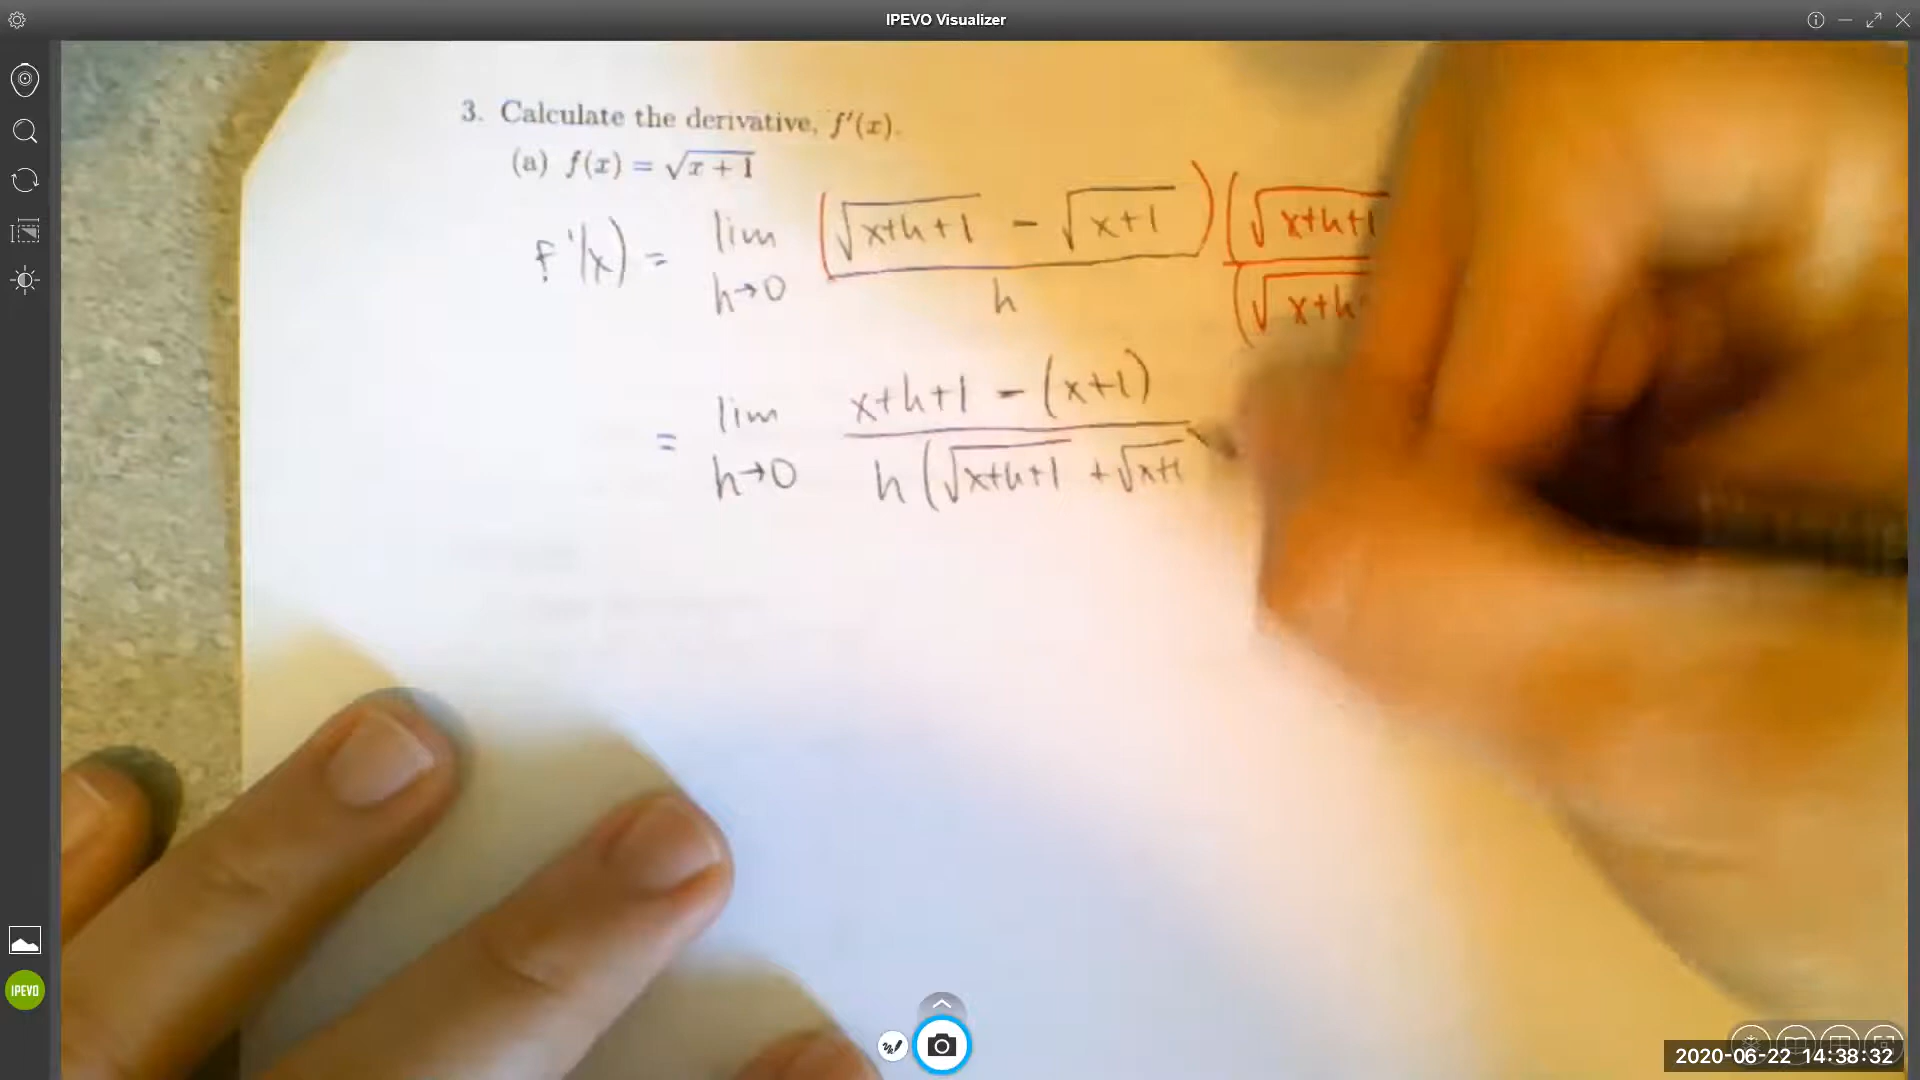 IPEVO Visualizer
3. Calculate the derivative, f'(x).
(a) f(x) = √x + 1
f'(x) = lim h→0 (√x+h+1 − √x+1) / h (√x+h+1 / (√x+h
= lim h→0 x+h+1 − (x+1) / h(√x+h+1 + √x+1
IPEVO
2020-06-22 14:38:32